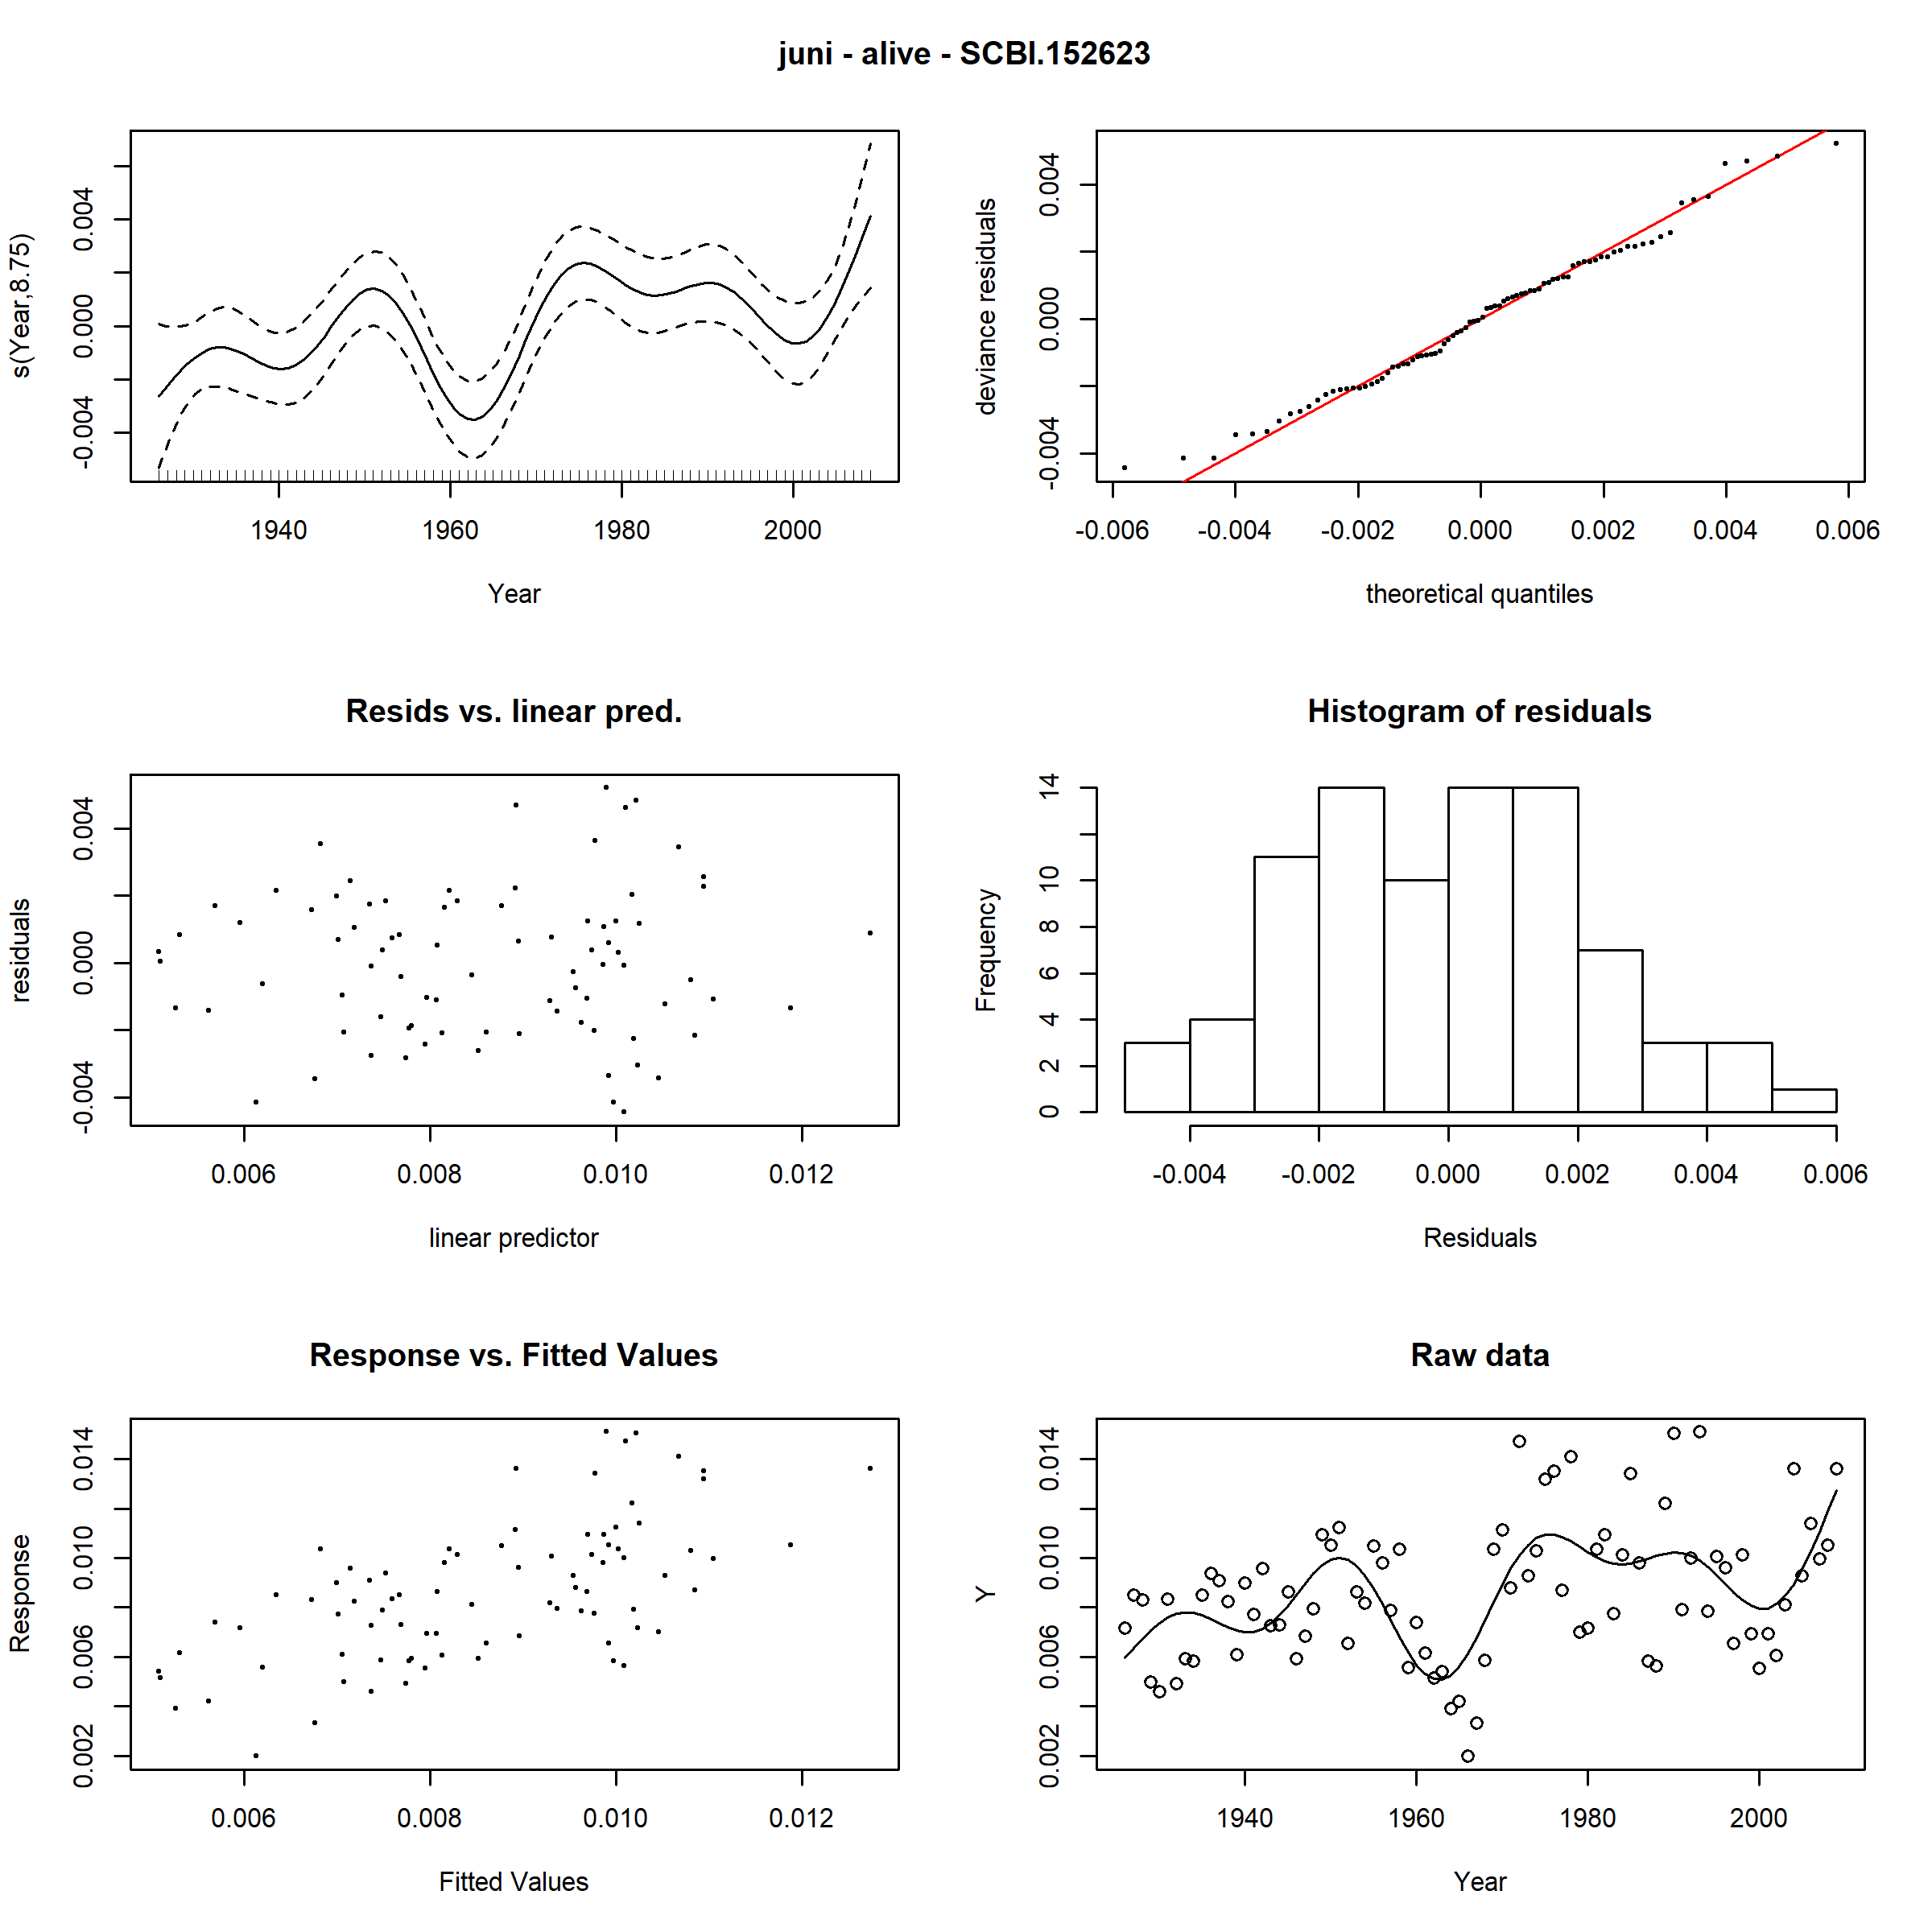 juni - alive - SCBI.152623
s(Year,8.75)
-0.004 0.000 0.004
1940 1960 1980 2000
Year
deviance residuals
-0.004 0.000 0.004
-0.006 -0.004 -0.002 0.000 0.002 0.004 0.006
theoretical quantiles
Resids vs. linear pred.
residuals
-0.004 0.000 0.004
0.006 0.008 0.010 0.012
linear predictor
Histogram of residuals
Frequency
0 2 4 6 8 10 14
-0.004 -0.002 0.000 0.002 0.004 0.006
Residuals
Response vs. Fitted Values
Response
0.002 0.006 0.010 0.014
0.006 0.008 0.010 0.012
Fitted Values
Raw data
Y
0.002 0.006 0.010 0.014
1940 1960 1980 2000
Year